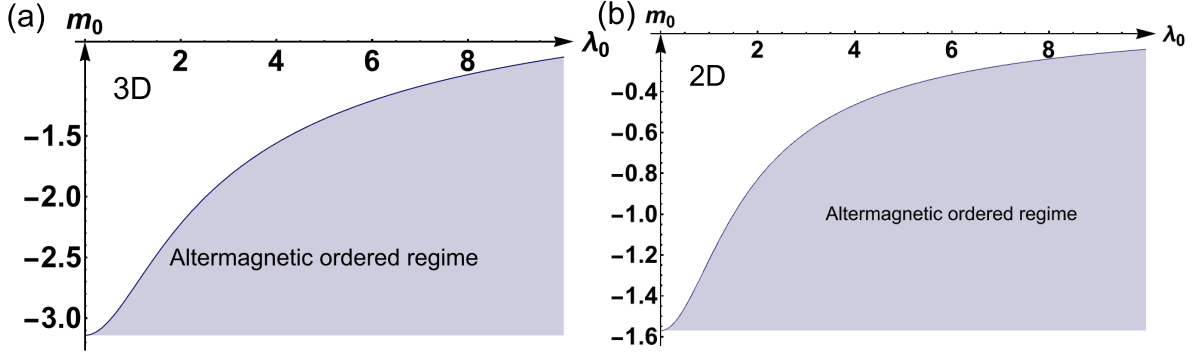 (a) m₀
2 4 6 8 λ₀
3D
−1.5
−2.0
−2.5
−3.0
Altermagnetic ordered regime
(b) m₀
2 4 6 8 λ₀
2D
−0.4
−0.6
−0.8
−1.0
−1.2
−1.4
−1.6
Altermagnetic ordered regime